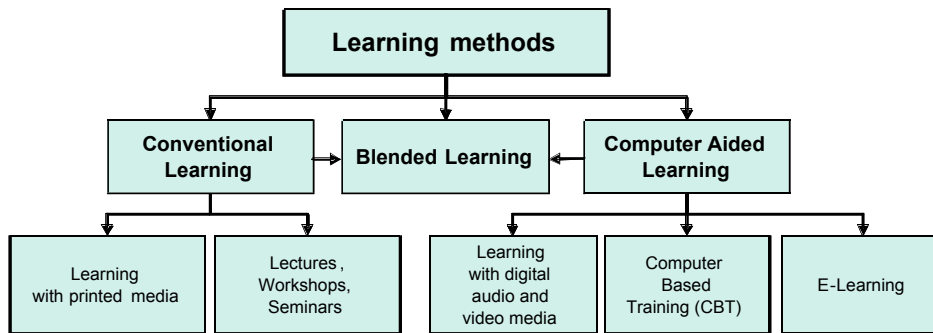 Learning methods
Conventional
Learning
Blended Learning
Computer Aided
Learning
Learning
with printed media
Lectures,
Workshops,
Seminars
Learning
with digital
audio and
video media
Computer
Based
Training (CBT)
E-Learning